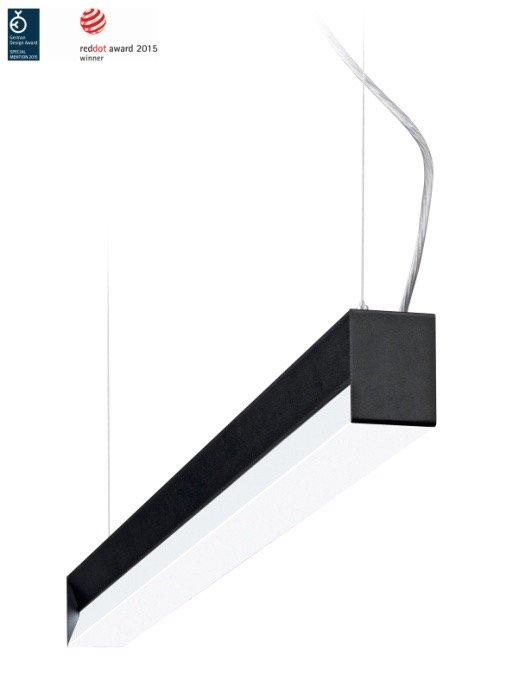 German
Design Award
SPECIAL
MENTION 2015
reddot award 2015
winner